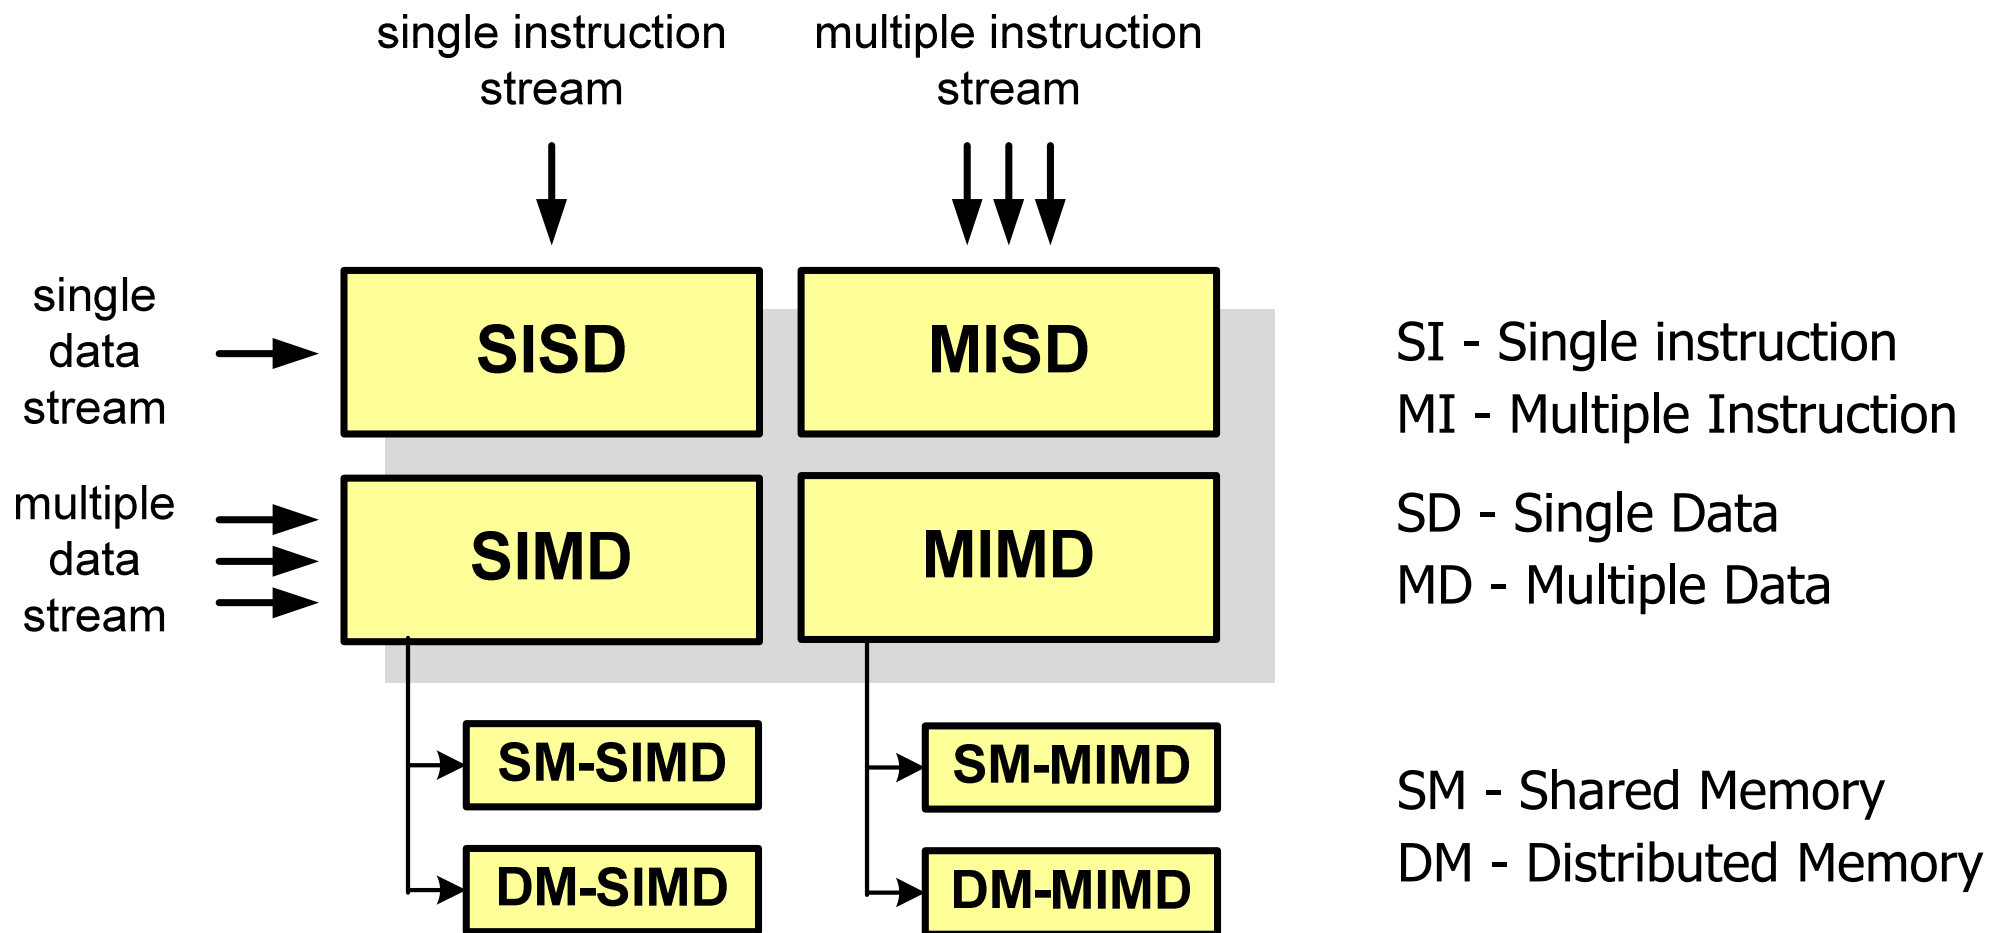 single instruction
stream
multiple instruction
stream
single
data
stream
SISD
MISD
SI - Single instruction
MI - Multiple Instruction
multiple
data
stream
SIMD
MIMD
SD - Single Data
MD - Multiple Data
SM-SIMD
SM-MIMD
SM - Shared Memory
DM-SIMD
DM-MIMD
DM - Distributed Memory